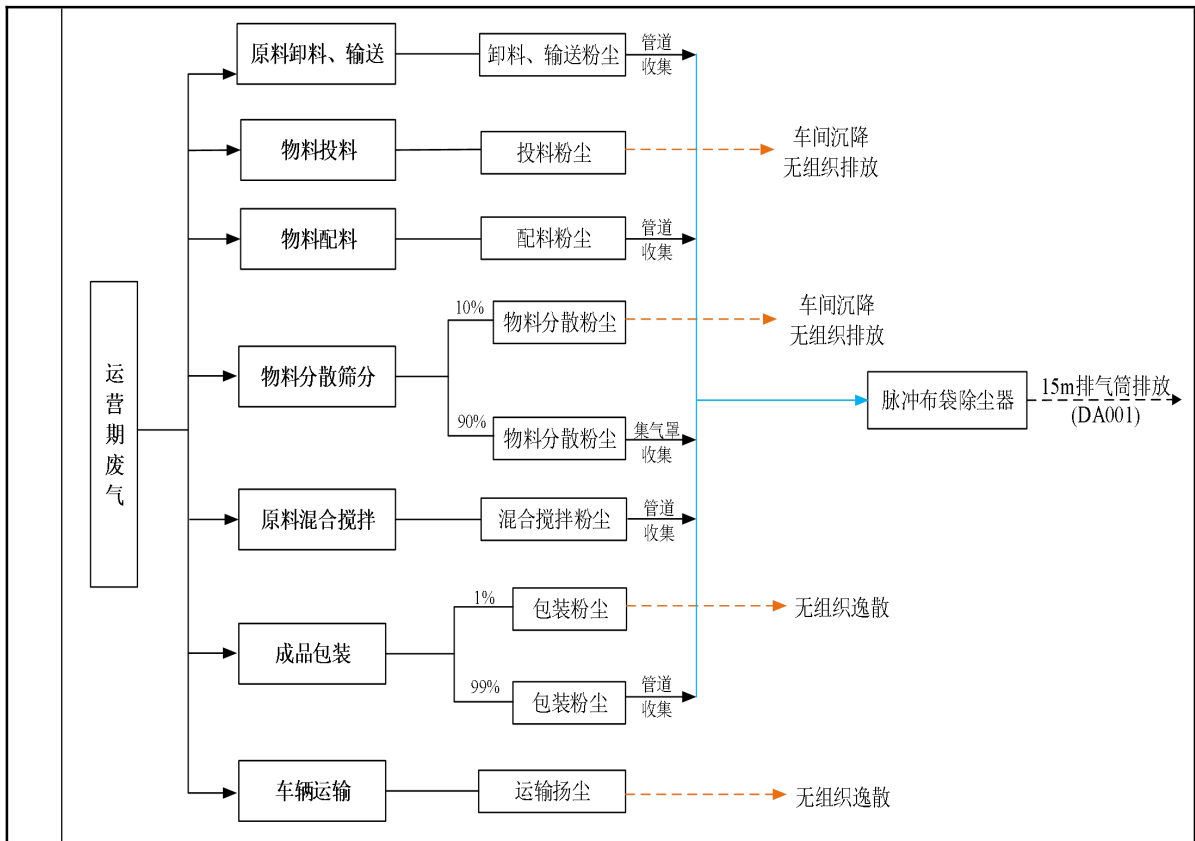 原料卸料、输送
卸料、输送粉尘
管道
收集
物料投料
投料粉尘
车间沉降
无组织排放
物料配料
配料粉尘
管道
收集
运营期废气
物料分散筛分
10%
物料分散粉尘
车间沉降
无组织排放
90%
物料分散粉尘
集气罩
收集
脉冲布袋除尘器
15m排气筒排放
(DA001)
原料混合搅拌
混合搅拌粉尘
管道
收集
成品包装
1%
包装粉尘
无组织逸散
99%
包装粉尘
管道
收集
车辆运输
运输扬尘
无组织逸散